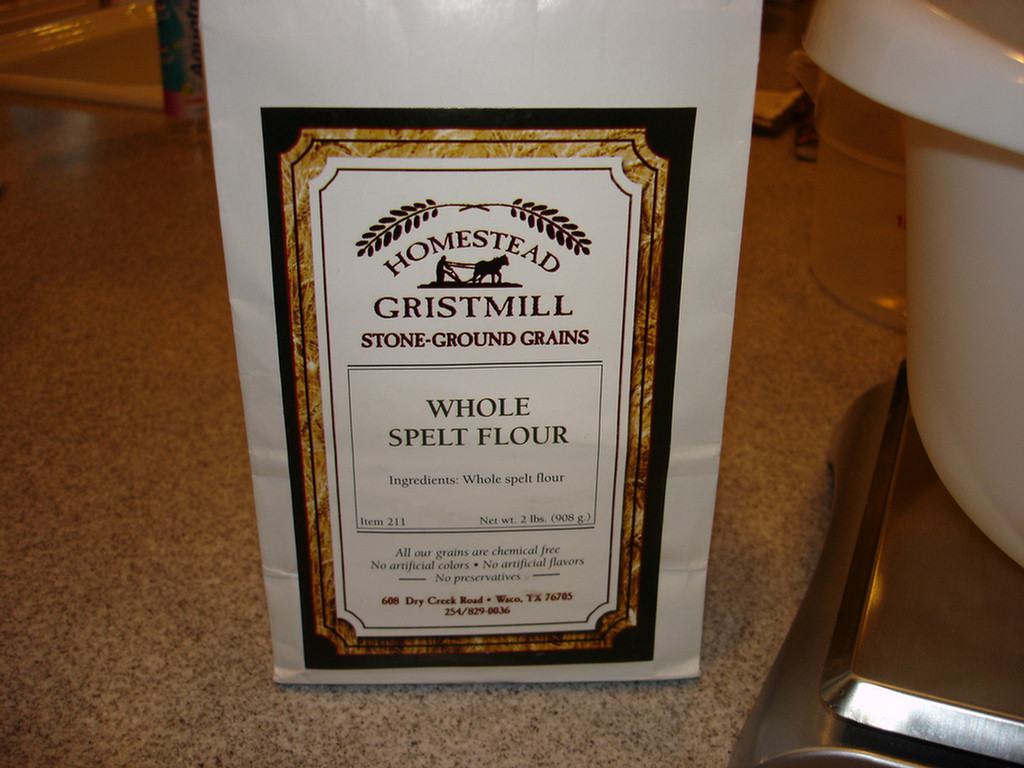 HOMESTEAD
GRISTMILL
STONE-GROUND GRAINS
WHOLE
SPELT FLOUR
Ingredients: Whole spelt flour
Item 211 Net wt. 2 lbs. (908 g.)
All our grains are chemical free
No artificial colors • No artificial flavors
No preservatives
608 Dry Creek Road • Waco, TX 76705
254/829-0036